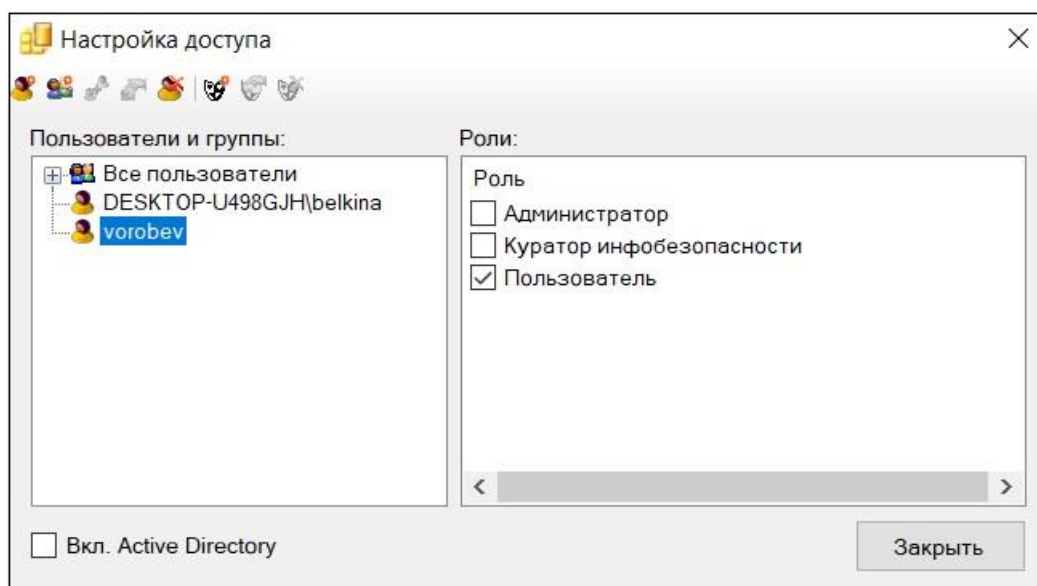 Настройка доступа
Пользователи и группы:
Все пользователи
DESKTOP-U498GJH\belkina
vorobev
Роли:
Роль
Администратор
Куратор инфобезопасности
Пользователь
Вкл. Active Directory
Закрыть